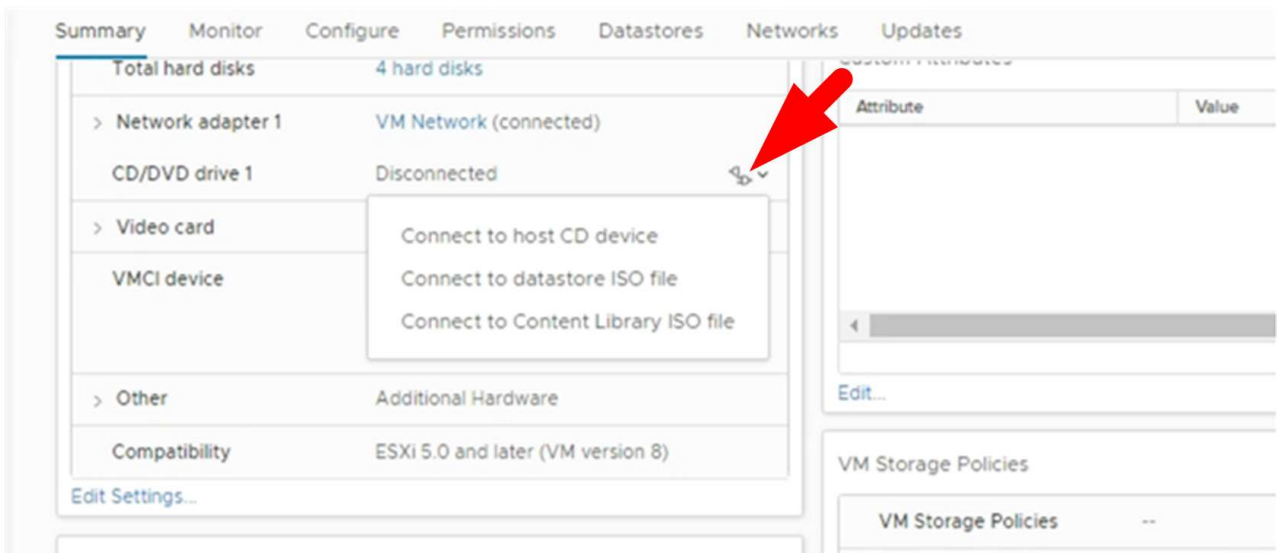 Summary Monitor Configure Permissions Datastores Networks Updates
Total hard disks 4 hard disks
Network adapter 1 VM Network (connected)
CD/DVD drive 1 Disconnected
Video card
Connect to host CD device
VMCI device
Connect to datastore ISO file
Connect to Content Library ISO file
Other Additional Hardware
Compatibility ESXi 5.0 and later (VM version 8)
Edit Settings...
Custom Attributes
Attribute Value
Edit...
VM Storage Policies
VM Storage Policies --